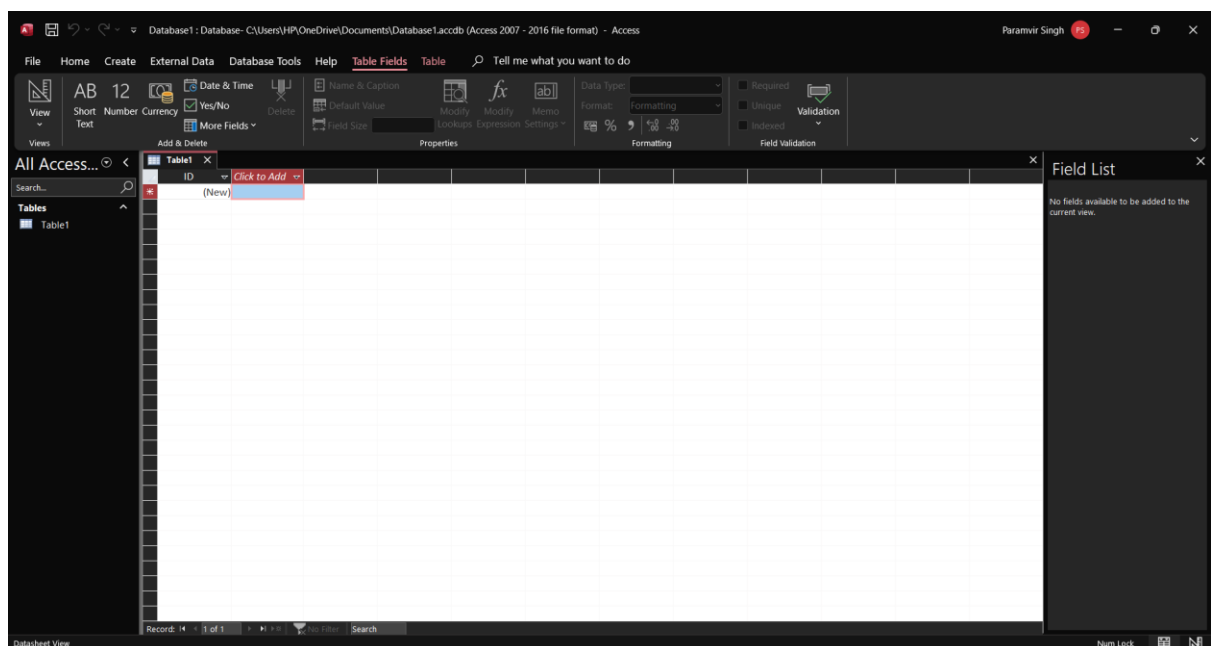 Database1 : Database- C:\Users\HP\OneDrive\Documents\Database1.accdb (Access 2007 - 2016 file format) - Access
Paramvir Singh
PS
File Home Create External Data Database Tools Help Table Fields Table Tell me what you want to do
View
Views
AB
Short Text
12
Number
Currency
Date & Time
Yes/No
More Fields
Delete
Add & Delete
Name & Caption
Default Value
Field Size
Modify Lookups
fx
Modify Expression
ab
Memo Settings
Properties
Data Type:
Format: Formatting
%
Formatting
Required
Unique
Indexed
Validation
Field Validation
All Access...
Search...
Tables
Table1
Table1
ID Click to Add
(New)
Field List
No fields available to be added to the
current view.
Record: 1 of 1 No Filter Search
Datasheet View
Num Lock